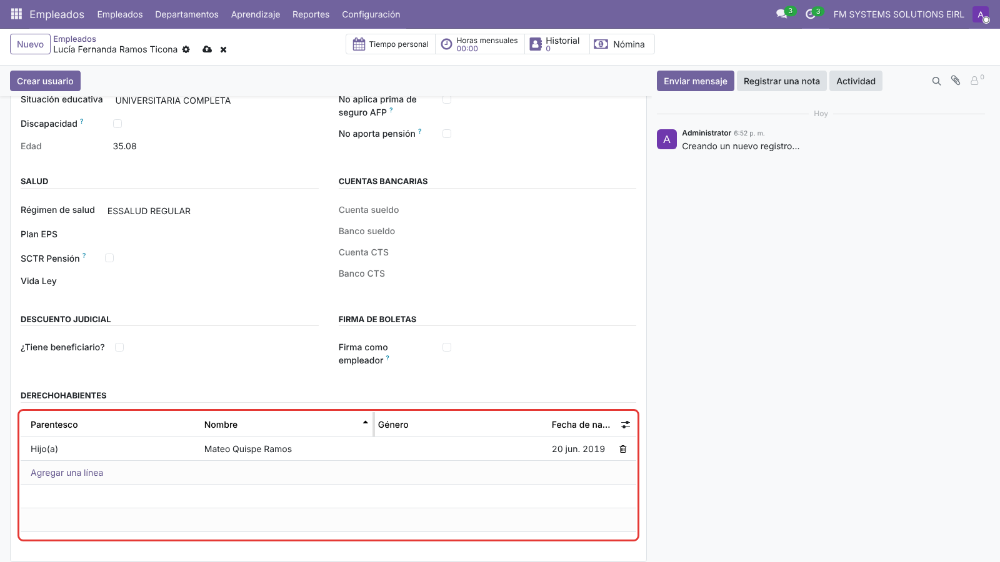 Empleados Empleados Departamentos Aprendizaje Reportes Configuración 3 3 FM SYSTEMS SOLUTIONS EIRL A
Nuevo Empleados
Lucía Fernanda Ramos Ticona
Tiempo personal
Horas mensuales
00:00
Historial
0
Nómina
Crear usuario
Enviar mensaje Registrar una nota Actividad 0
Situación educativa UNIVERSITARIA COMPLETA
Discapacidad ?
Edad 35.08
No aplica prima de
seguro AFP ?
No aporta pensión ?
SALUD
Régimen de salud ESSALUD REGULAR
Plan EPS
SCTR Pensión ?
Vida Ley
CUENTAS BANCARIAS
Cuenta sueldo
Banco sueldo
Cuenta CTS
Banco CTS
DESCUENTO JUDICIAL
¿Tiene beneficiario?
FIRMA DE BOLETAS
Firma como
empleador ?
DERECHOHABIENTES
Parentesco Nombre Género Fecha de na...
Hijo(a) Mateo Quispe Ramos 20 jun. 2019
Agregar una línea
Hoy
A
Administrator 6:52 p. m.
Creando un nuevo registro...